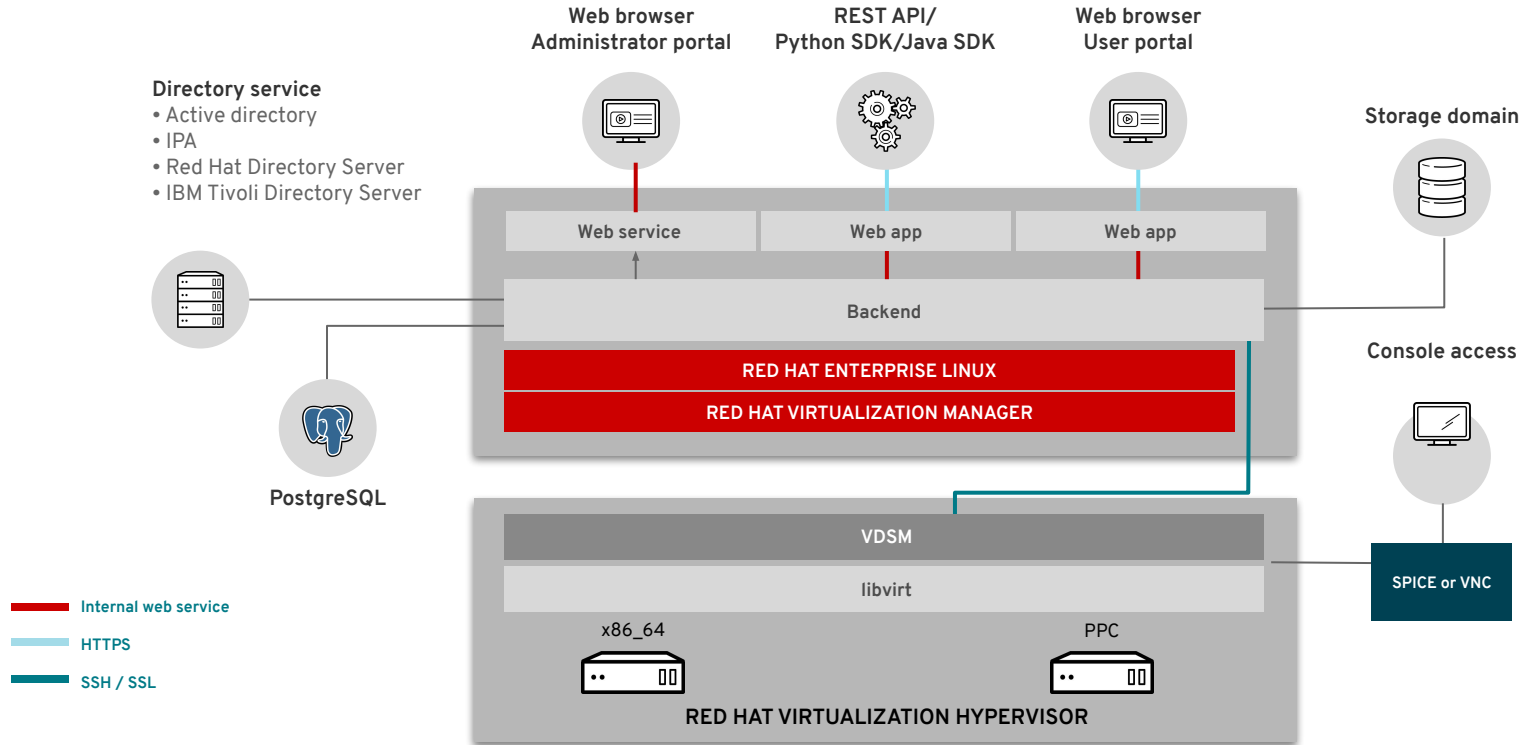 Web browser
Administrator portal
REST API/
Python SDK/Java SDK
Web browser
User portal
Directory service
• Active directory
• IPA
• Red Hat Directory Server
• IBM Tivoli Directory Server
Storage domain
Web service
Web app
Web app
Backend
RED HAT ENTERPRISE LINUX
RED HAT VIRTUALIZATION MANAGER
Console access
PostgreSQL
VDSM
libvirt
SPICE or VNC
x86_64
PPC
RED HAT VIRTUALIZATION HYPERVISOR
Internal web service
HTTPS
SSH / SSL